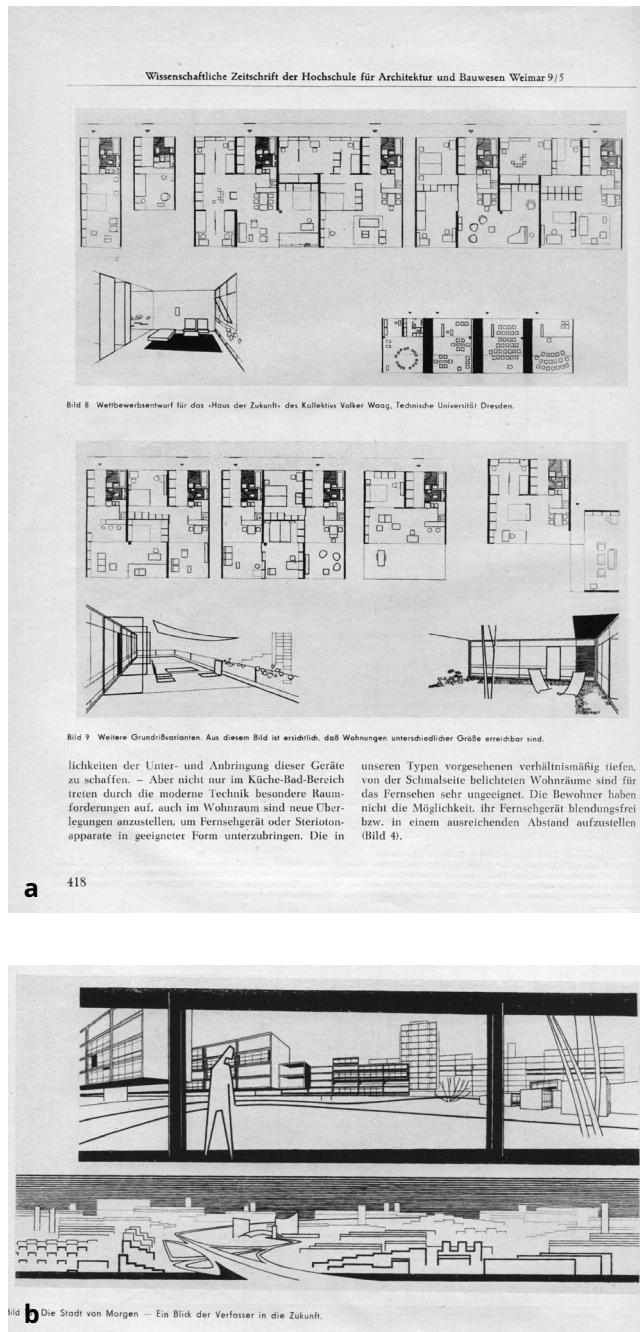 Wissenschaftliche Zeitschrift der Hochschule für Architektur und Bauwesen Weimar 9/5
Bild 8 Wettbewerbsentwurf für das »Haus der Zukunft« des Kollektivs Volker Waag, Technische Universität Dresden.
Bild 9 Weitere Grundrißvarianten. Aus diesem Bild ist ersichtlich, daß Wohnungen unterschiedlicher Größe erreichbar sind.
lichkeiten der Unter- und Anbringung dieser Geräte
zu schaffen. – Aber nicht nur im Küche-Bad-Bereich
treten durch die moderne Technik besondere Raum-
forderungen auf, auch im Wohnraum sind neue Über-
legungen anzustellen, um Fernsehgerät oder Sterioton-
apparate in geeigneter Form unterzubringen. Die in
unseren Typen vorgesehenen verhältnismäßig tiefen,
von der Schmalseite belichteten Wohnräume sind für
das Fernsehen sehr ungeeignet. Die Bewohner haben
nicht die Möglichkeit, ihr Fernsehgerät blendungsfrei
bzw. in einem ausreichenden Abstand aufzustellen
(Bild 4).
418
a
Die Stadt von Morgen — Ein Blick der Verfasser in die Zukunft.
b